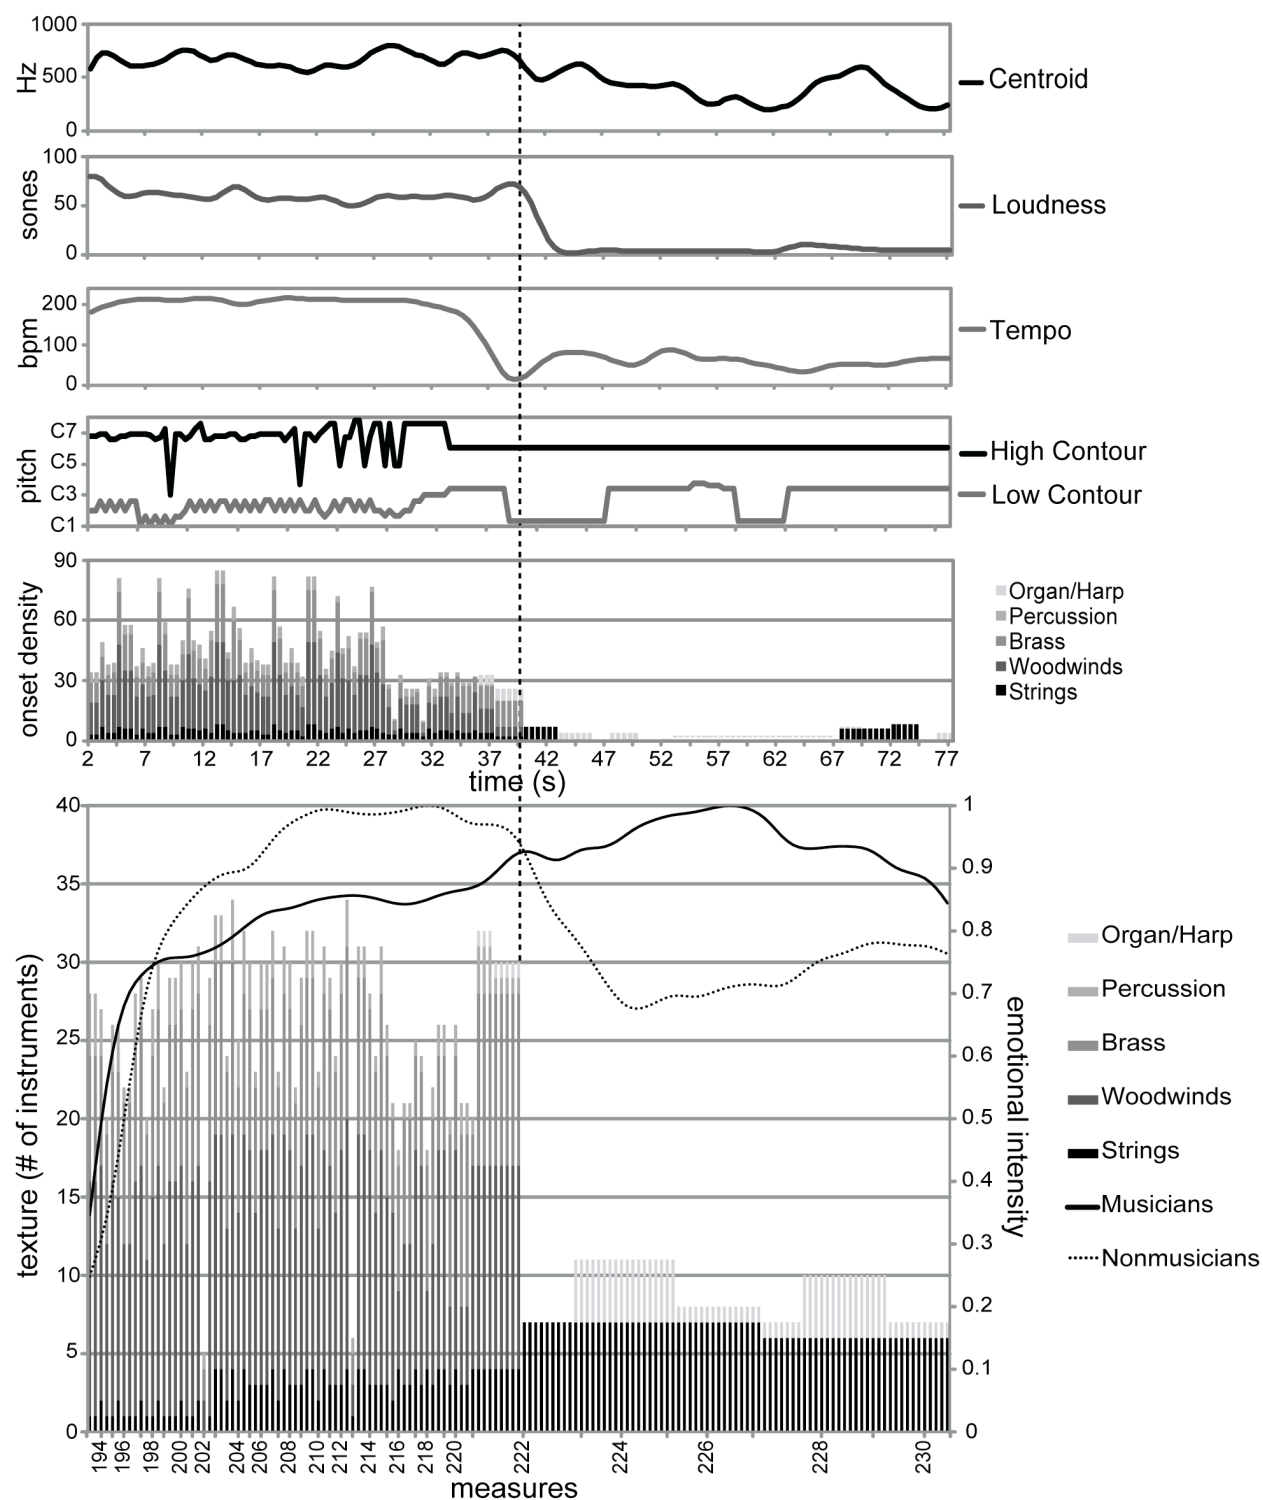 1000
500
0
Hz
Centroid
100
50
0
sones
Loudness
200
100
0
bpm
Tempo
C7
C5
C3
C1
pitch
High Contour
Low Contour
90
60
30
0
onset density
Organ/Harp
Percussion
Brass
Woodwinds
Strings
2 7 12 17 22 27 32 37 42 47 52 57 62 67 72 77
time (s)
40
35
30
25
20
15
10
5
0
texture (# of instruments)
1
0.9
0.8
0.7
0.6
0.5
0.4
0.3
0.2
0.1
0
emotional intensity
Organ/Harp
Percussion
Brass
Woodwinds
Strings
Musicians
Nonmusicians
194 196 198 200 202 204 206 208 210 212 214 216 218 220 222 224 226 228 230
measures